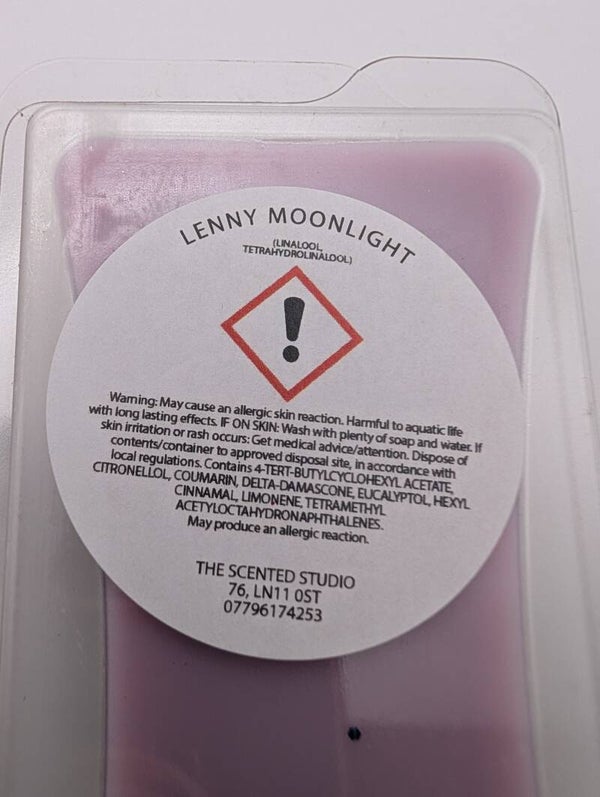 LENNY MOONLIGHT
(LINALOOL,
TETRAHYDROLINALOOL)
Warning: May cause an allergic skin reaction. Harmful to aquatic life
with long lasting effects. IF ON SKIN: Wash with plenty of soap and water. If
skin irritation or rash occurs: Get medical advice/attention. Dispose of
contents/container to approved disposal site, in accordance with
local regulations. Contains 4-TERT-BUTYLCYCLOHEXYL ACETATE,
CITRONELLOL, COUMARIN, DELTA-DAMASCONE, EUCALYPTOL, HEXYL
CINNAMAL, LIMONENE, TETRAMETHYL
ACETYLOCTAHYDRONAPHTHALENES.
May produce an allergic reaction.
THE SCENTED STUDIO
76, LN11 0ST
07796174253